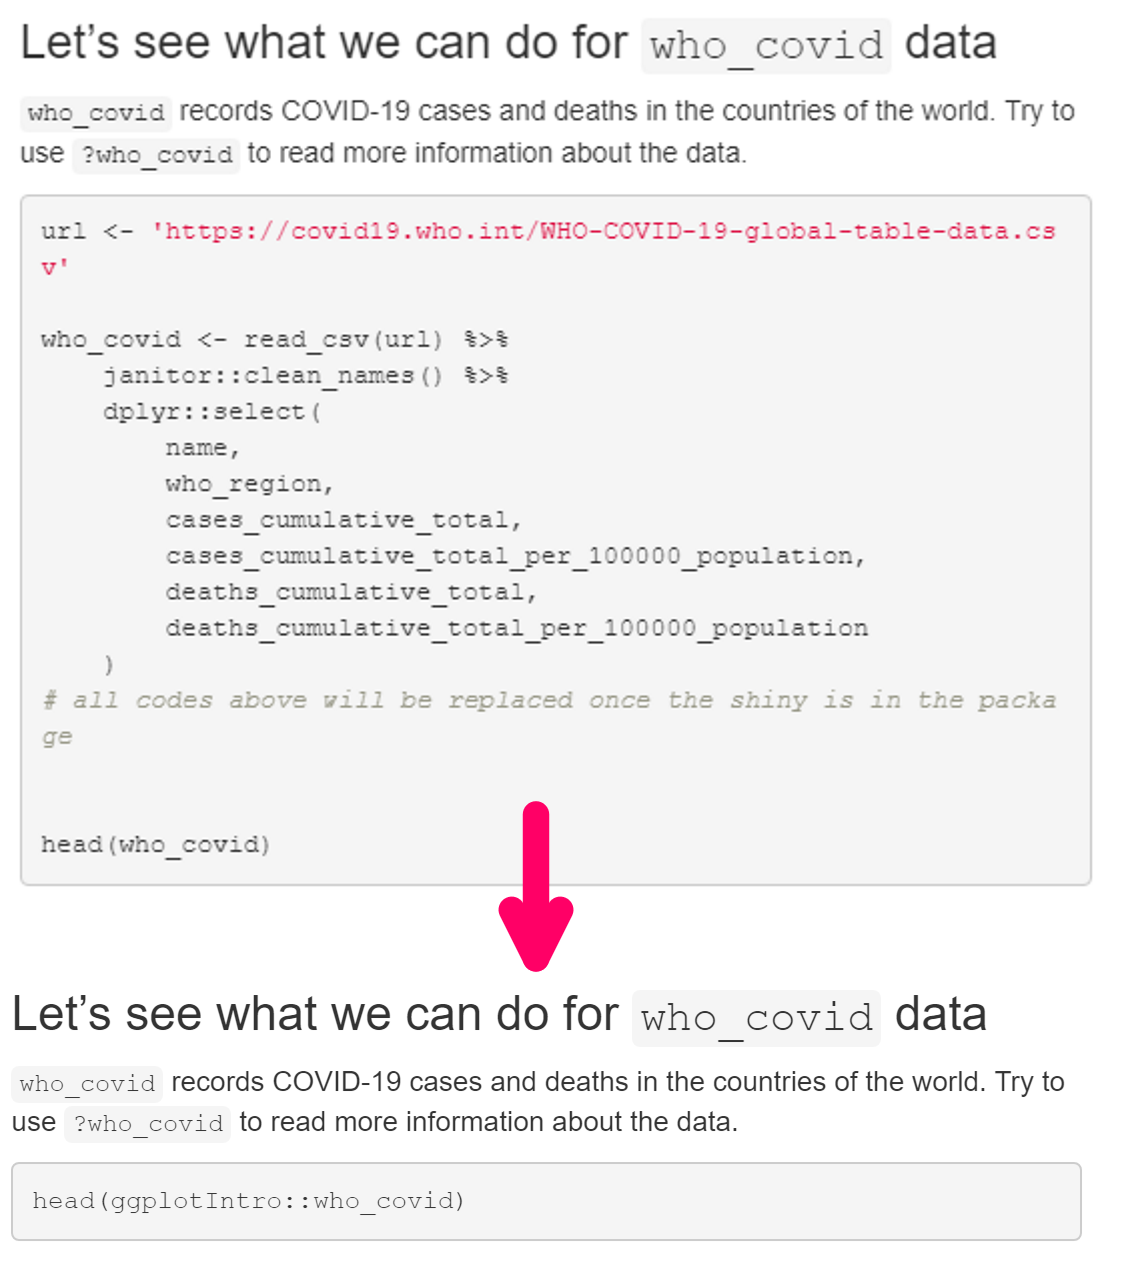 Let’s see what we can do for who_covid data
who_covid records COVID-19 cases and deaths in the countries of the world. Try to
use ?who_covid to read more information about the data.
url <- 'https://covid19.who.int/WHO-COVID-19-global-table-data.cs
v'
who_covid <- read_csv(url) %>%
    janitor::clean_names() %>%
    dplyr::select(
        name,
        who_region,
        cases_cumulative_total,
        cases_cumulative_total_per_100000_population,
        deaths_cumulative_total,
        deaths_cumulative_total_per_100000_population
    )
# all codes above will be replaced once the shiny is in the packa
ge
head(who_covid)
Let’s see what we can do for who_covid data
who_covid records COVID-19 cases and deaths in the countries of the world. Try to
use ?who_covid to read more information about the data.
head(ggplotIntro::who_covid)